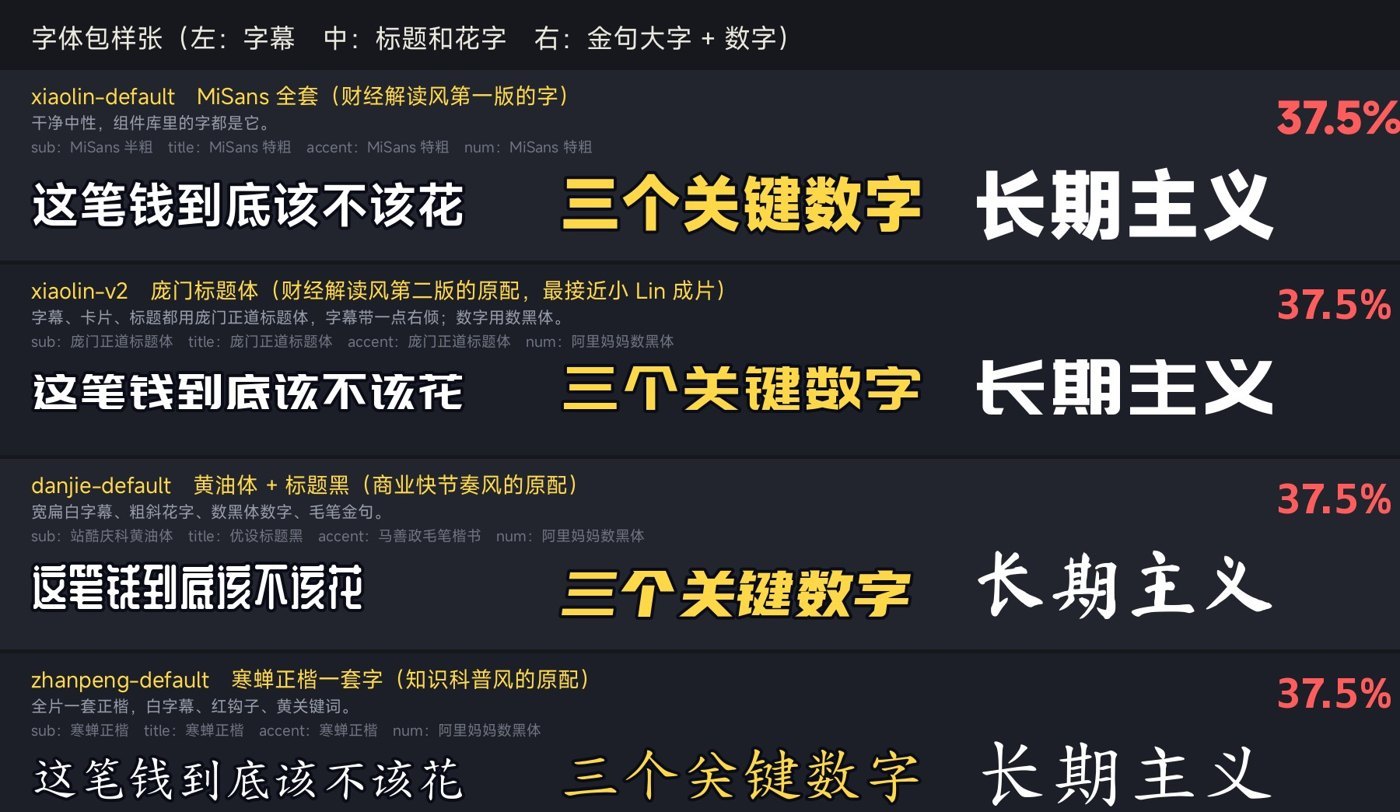 字体包样张（左：字幕 中：标题和花字 右：金句大字 + 数字）
xiaolin-default MiSans 全套（财经解读风第一版的字）
干净中性，组件库里的字都是它。
sub：MiSans 半粗 title：MiSans 特粗 accent：MiSans 特粗 num：MiSans 特粗
37.5%
这笔钱到底该不该花 三个关键数字 长期主义
xiaolin-v2 庞门标题体（财经解读风第二版的原配，最接近小 Lin 成片）
字幕、卡片、标题都用庞门正道标题体，字幕带一点右倾；数字用数黑体。
sub：庞门正道标题体 title：庞门正道标题体 accent：庞门正道标题体 num：阿里妈妈数黑体
37.5%
这笔钱到底该不该花 三个关键数字 长期主义
danjie-default 黄油体 + 标题黑（商业快节奏风的原配）
宽扁白字幕、粗斜花字、数黑体数字、毛笔金句。
sub：站酷庆科黄油体 title：优设标题黑 accent：马善政毛笔楷书 num：阿里妈妈数黑体
37.5%
这笔钱到底该不该花 三个关键数字 长期主义
zhanpeng-default 寒蝉正楷一套字（知识科普风的原配）
全片一套正楷，白字幕、红钩子、黄关键词。
sub：寒蝉正楷 title：寒蝉正楷 accent：寒蝉正楷 num：阿里妈妈数黑体
37.5%
这笔钱到底该不该花 三个关键数字 长期主义